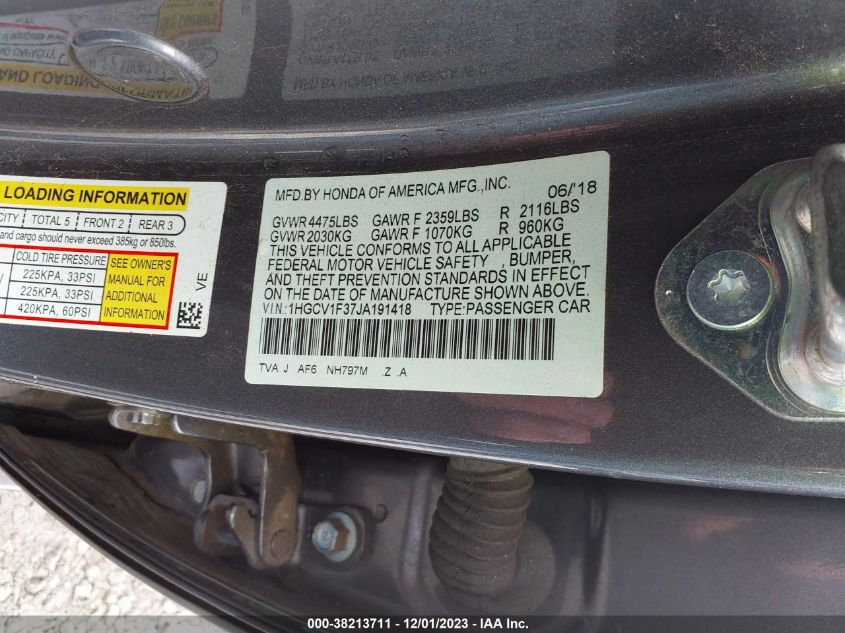 LOADING INFORMATION
CITY TOTAL 5 FRONT 2 REAR 3
and cargo should never exceed 385kg or 850lbs.
COLD TIRE PRESSURE
225KPA, 33PSI
225KPA, 33PSI
420KPA, 60PSI
SEE OWNER'S
MANUAL FOR
ADDITIONAL
INFORMATION
VE
MFD BY HONDA OF AMERICA MFG.,INC. 06/'18
GVWR 4475LBS GAWR F 2359LBS R 2116LBS
GVWR 2030KG GAWR F 1070KG R 960KG
THIS VEHICLE CONFORMS TO ALL APPLICABLE
FEDERAL MOTOR VEHICLE SAFETY , BUMPER,
AND THEFT PREVENTION STANDARDS IN EFFECT
ON THE DATE OF MANUFACTURE SHOWN ABOVE.
V.I.N.:1HGCV1F37JA191418 TYPE:PASSENGER CAR
TVA J AF6 NH797M .Z .A
000-38213711 - 12/01/2023 - IAA Inc.